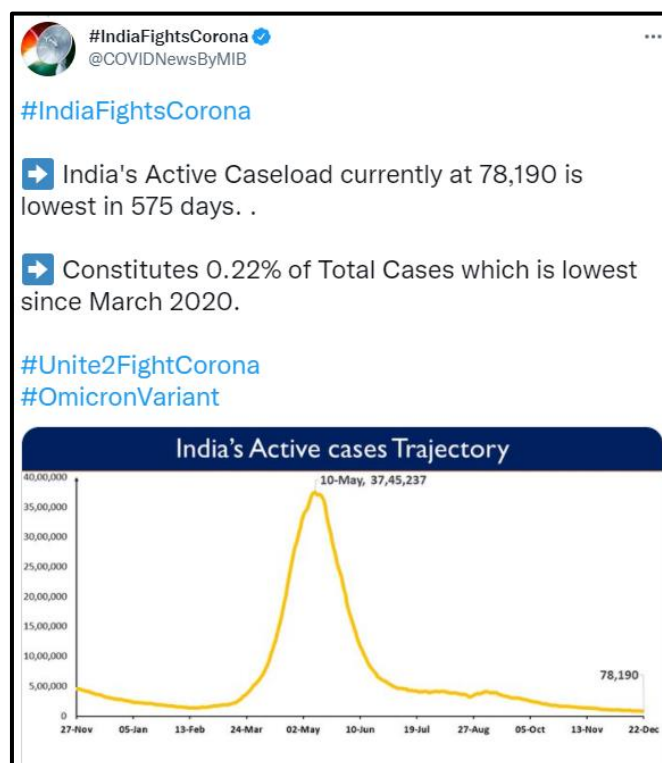 #IndiaFightsCorona
@COVIDNewsByMIB
#IndiaFightsCorona
➡ India's Active Caseload currently at 78,190 is
lowest in 575 days. .
➡ Constitutes 0.22% of Total Cases which is lowest
since March 2020.
#Unite2FightCorona
#OmicronVariant
India's Active cases Trajectory
40,00,000
10-May, 37,45,237
35,00,000
30,00,000
25,00,000
20,00,000
15,00,000
10,00,000
78,190
5,00,000
0
27-Nov 05-Jan 13-Feb 24-Mar 02-May 10-Jun 19-Jul 27-Aug 05-Oct 13-Nov 22-Dec